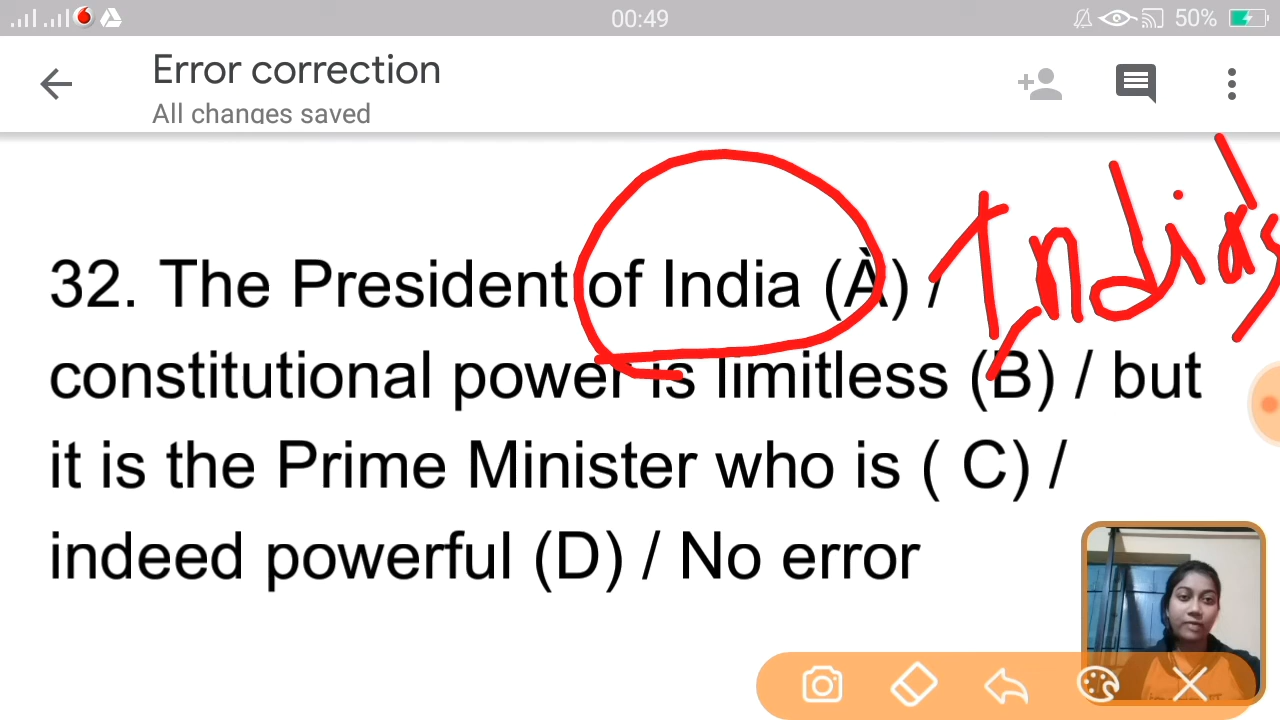 00:49
50%
Error correction
All changes saved
32. The President of India (À) / India's
constitutional power is limitless (B) / but
it is the Prime Minister who is ( C) /
indeed powerful (D) / No error